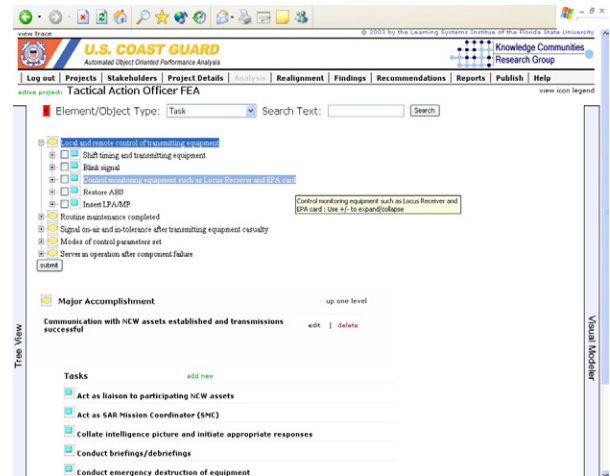 view trace
© 2003 by the Learning Systems Institue of the Florida State University
U.S. COAST GUARD
Automated Object Oriented Performance Analysis
Knowledge Communities
Research Group
Log out | Projects | Stakeholders | Project Details | Analysis | Realignment | Findings | Recommendations | Reports | Publish | Help
active project: Tactical Action Officer FEA
view icon legend
Element/Object Type: Task Search Text: Search
Local and remote control of transmitting equipment
Shift timing and transmitting equipment
Blink signal
Control monitoring equipment such as Locus Receiver and EPA card
Restore ABS
Insert LPA/MP
Control monitoring equipment such as Locus Receiver and
EPA card : Use +/- to expand/collapse
Routine maintenance completed
Signal on-air and in-tolerance after transmitting equipment casualty
Modes of control parameters set
Server in operation after component failure
submit
Major Accomplishment up one level
Communication with NCW assets established and transmissions
successful
edit | delete
Tree View
Visual Modeler
Tasks add new
Act as liaison to participating NCW assets
Act as SAR Mission Coordinator (SMC)
Collate intelligence picture and initiate appropriate responses
Conduct briefings/debriefings
Conduct emergency destruction of equipment